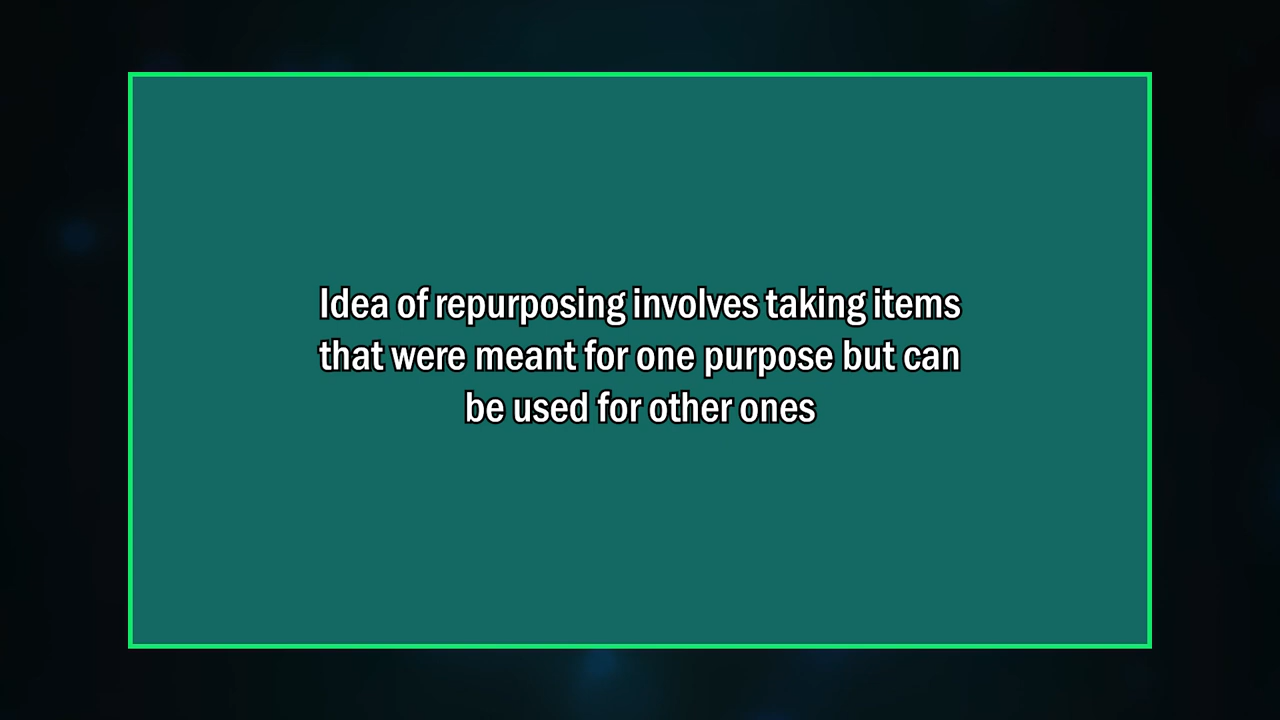 Idea of repurposing involves taking items
that were meant for one purpose but can
be used for other ones